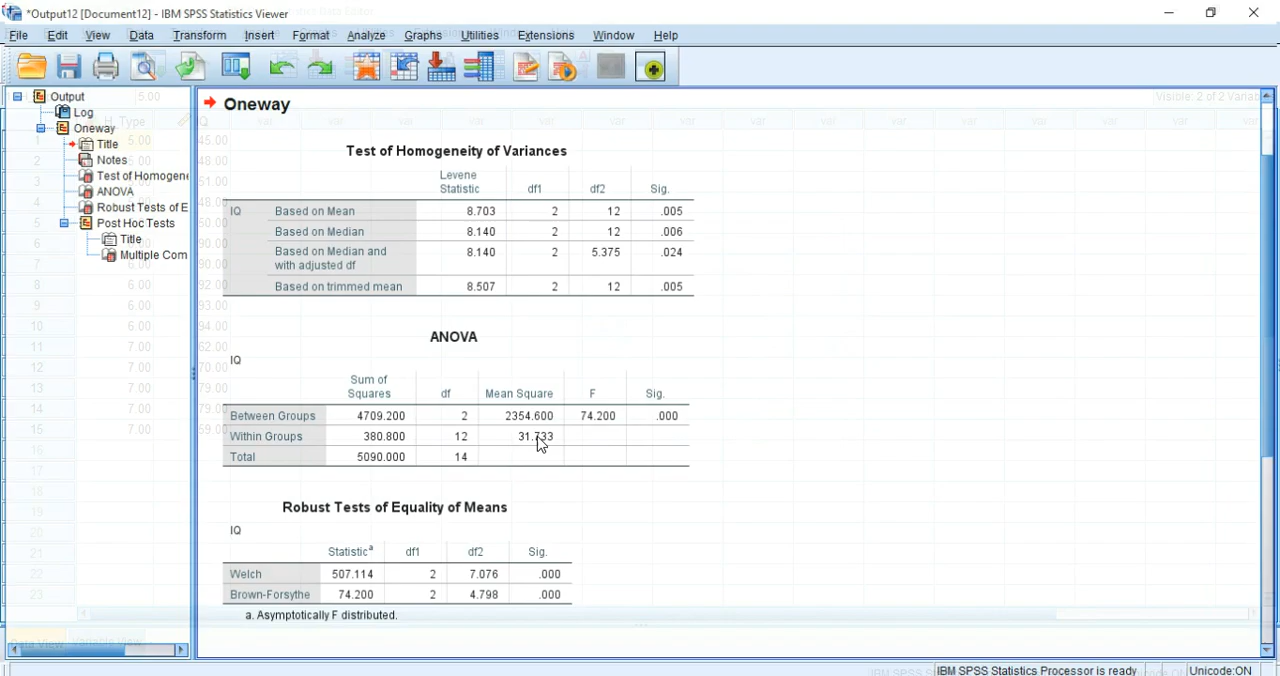 *Output12 [Document12] - IBM SPSS Statistics Viewer
File Edit View Data Transform Insert Format Analyze Graphs Utilities Extensions Window Help
Output
Log
Oneway
Title
Notes
Test of Homogene
ANOVA
Robust Tests of E
Post Hoc Tests
Title
Multiple Com
Oneway
Test of Homogeneity of Variances
Levene Statistic df1 df2 Sig.
IQ Based on Mean 8.703 2 12 .005
Based on Median 8.140 2 12 .006
Based on Median and with adjusted df 8.140 2 5.375 .024
Based on trimmed mean 8.507 2 12 .005
ANOVA
IQ
Sum of Squares df Mean Square F Sig.
Between Groups 4709.200 2 2354.600 74.200 .000
Within Groups 380.800 12 31.733
Total 5090.000 14
Robust Tests of Equality of Means
IQ
Statistic a df1 df2 Sig.
Welch 507.114 2 7.076 .000
Brown-Forsythe 74.200 2 4.798 .000
a. Asymptotically F distributed.
IBM SPSS Statistics Processor is ready Unicode:ON